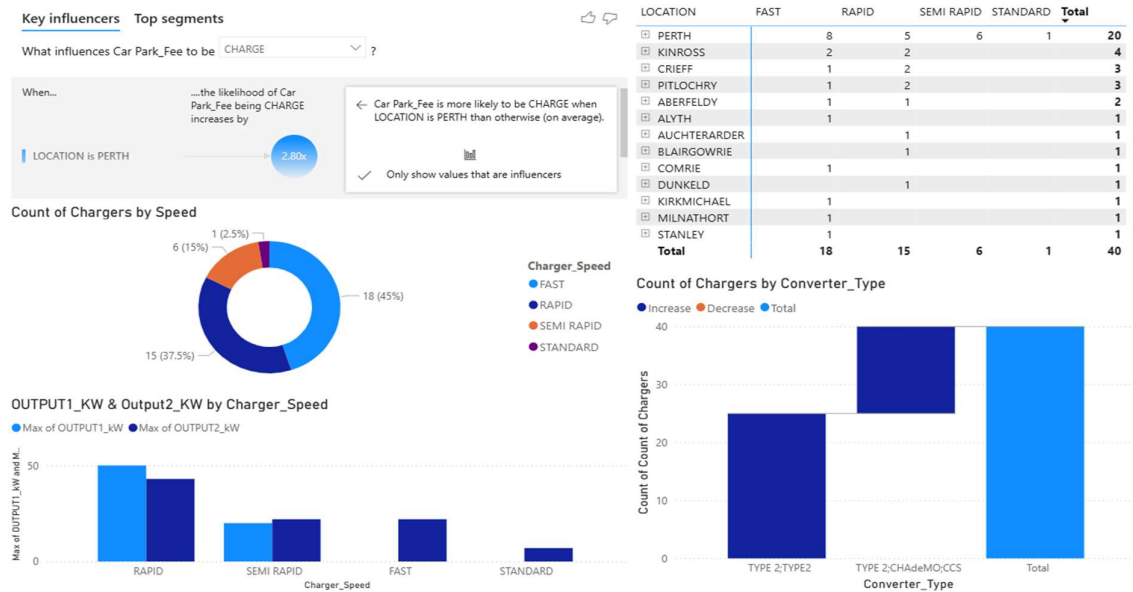 Key influencers Top segments
What influences Car Park_Fee to be CHARGE ?
When...
....the likelihood of Car
Park_Fee being CHARGE
increases by
LOCATION is PERTH
2.80x
Car Park_Fee is more likely to be CHARGE when
LOCATION is PERTH than otherwise (on average).
Only show values that are influencers
LOCATION FAST RAPID SEMI RAPID STANDARD Total
PERTH 8 5 6 1 20
KINROSS 2 2 4
CRIEFF 1 2 3
PITLOCHRY 1 2 3
ABERFELDY 1 1 2
ALYTH 1 1
AUCHTERARDER 1 1
BLAIRGOWRIE 1 1
COMRIE 1 1
DUNKELD 1 1
KIRKMICHAEL 1 1
MILNATHORT 1 1
STANLEY 1 1
Total 18 15 6 1 40
Count of Chargers by Speed
1 (2.5%)
6 (15%)
18 (45%)
15 (37.5%)
Charger_Speed
FAST
RAPID
SEMI RAPID
STANDARD
OUTPUT1_KW & Output2_KW by Charger_Speed
Max of OUTPUT1_kW Max of OUTPUT2_kW
Max of OUTPUT1_kW and M...
50
0
RAPID SEMI RAPID FAST STANDARD
Charger_Speed
Count of Chargers by Converter_Type
Increase Decrease Total
Count of Count of Chargers
40
30
20
10
0
TYPE 2;TYPE2 TYPE 2;CHAdeMO;CCS Total
Converter_Type